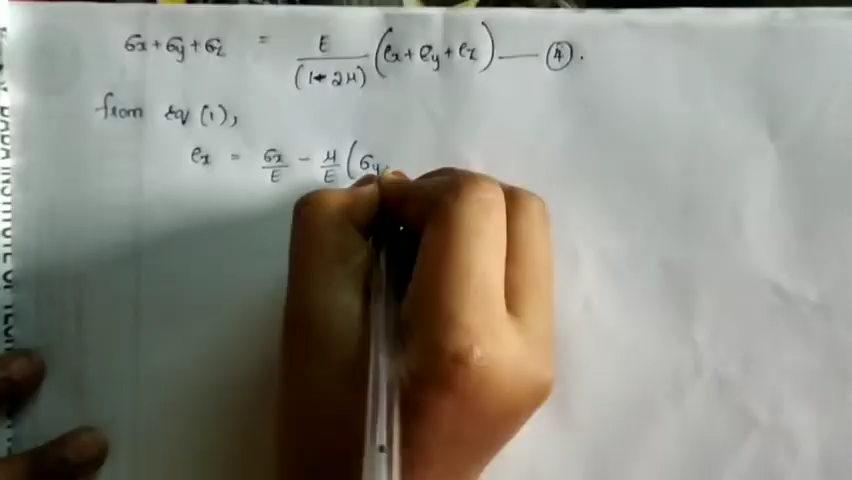 σx + σy + σz = E/(1-2μ) (ex + ey + ez) — ④.
from eq (1),
ex = σx/E - μ/E (σy